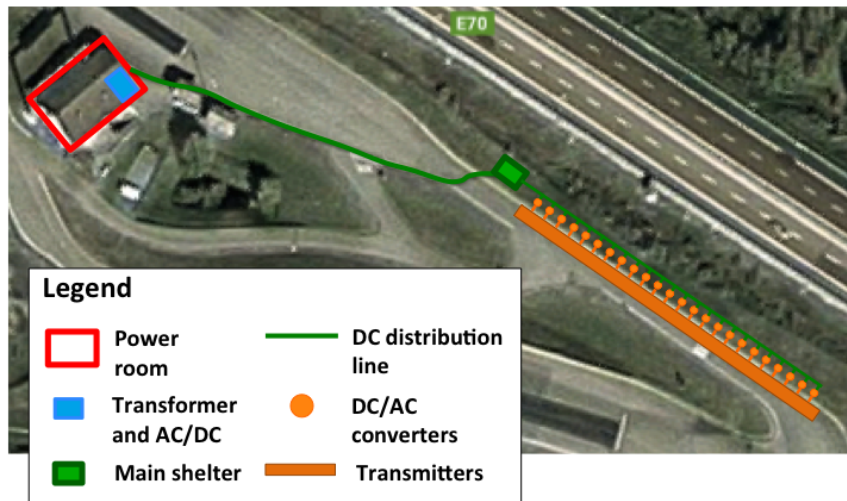 E70
Legend
Power
room
DC distribution
line
Transformer
and AC/DC
DC/AC
converters
Main shelter
Transmitters